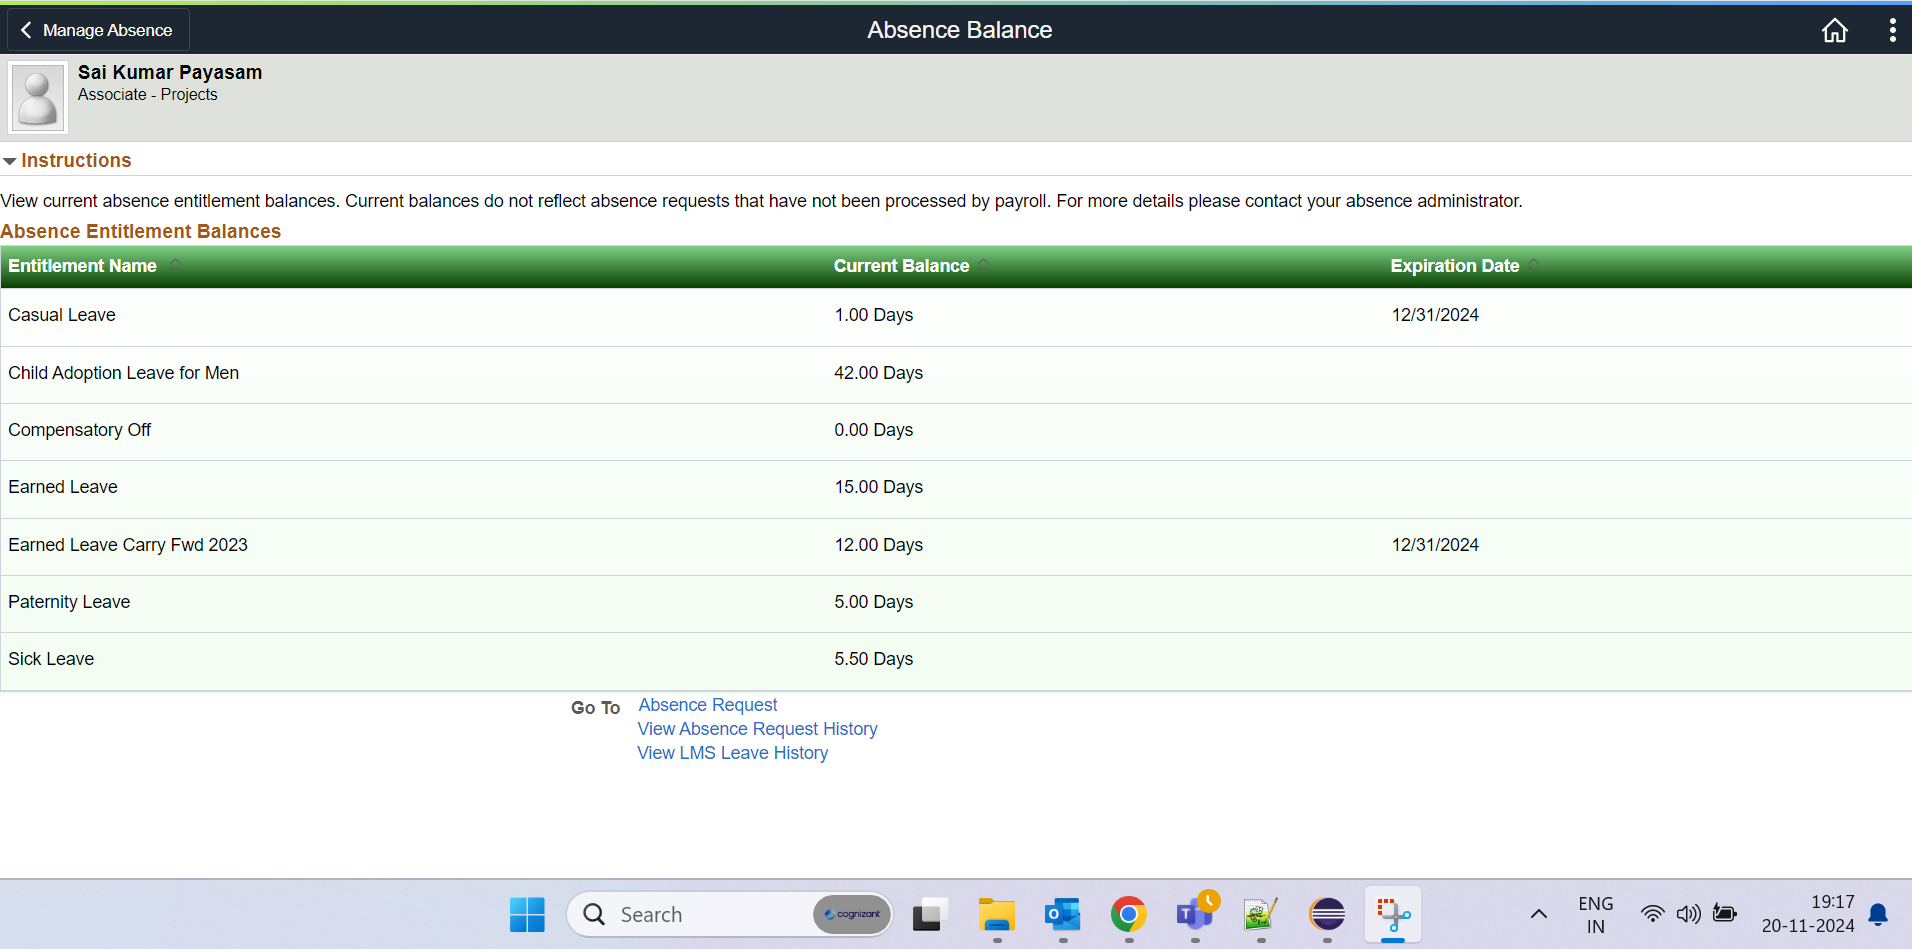 Manage Absence
Absence Balance
Sai Kumar Payasam
Associate - Projects
Instructions
View current absence entitlement balances. Current balances do not reflect absence requests that have not been processed by payroll. For more details please contact your absence administrator.
Absence Entitlement Balances
Entitlement Name Current Balance Expiration Date
Casual Leave 1.00 Days 12/31/2024
Child Adoption Leave for Men 42.00 Days
Compensatory Off 0.00 Days
Earned Leave 15.00 Days
Earned Leave Carry Fwd 2023 12.00 Days 12/31/2024
Paternity Leave 5.00 Days
Sick Leave 5.50 Days
Go To Absence Request
View Absence Request History
View LMS Leave History
Search cognizant
ENG
IN
19:17
20-11-2024